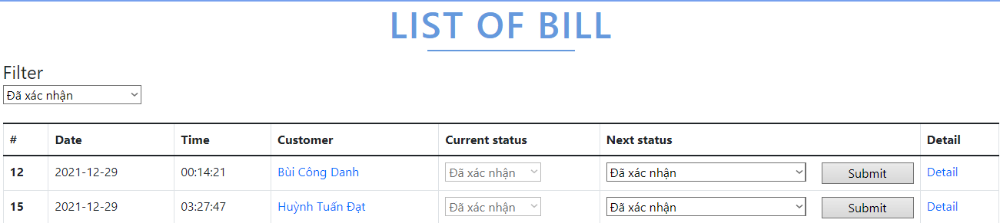 LIST OF BILL
Filter
Đã xác nhận
# Date Time Customer Current status Next status Detail
12 2021-12-29 00:14:21 Bùi Công Danh Đã xác nhận Đã xác nhận Submit Detail
15 2021-12-29 03:27:47 Huỳnh Tuấn Đạt Đã xác nhận Đã xác nhận Submit Detail